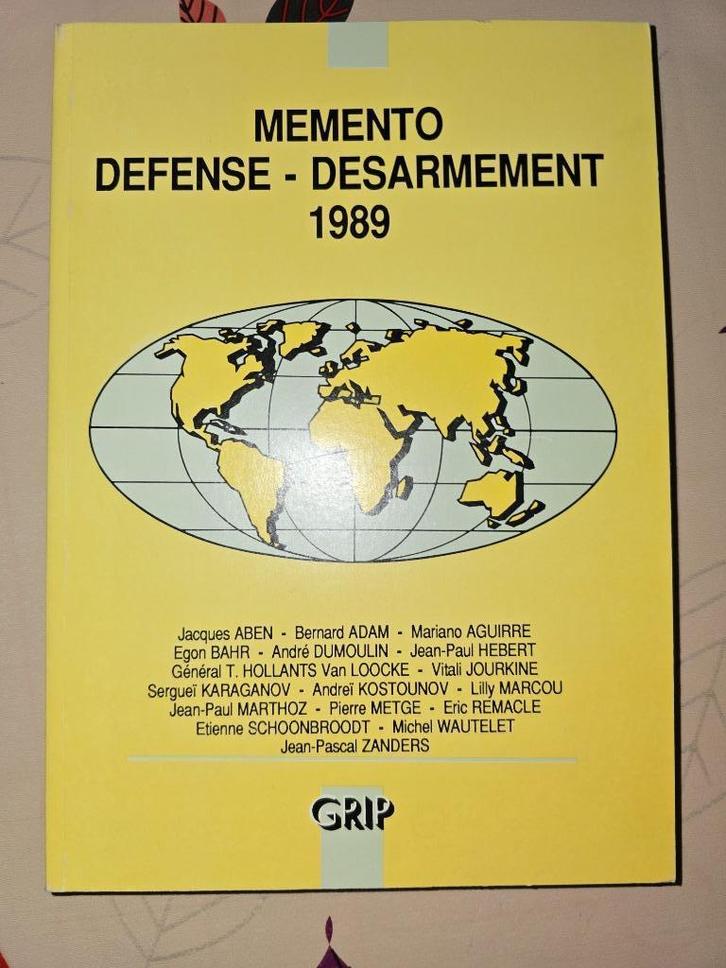 MEMENTO
DEFENSE - DESARMEMENT
1989
Jacques ABEN - Bernard ADAM - Mariano AGUIRRE
Egon BAHR - André DUMOULIN - Jean-Paul HEBERT
Général T. HOLLANTS Van LOOCKE - Vitali JOURKINE
Sergueï KARAGANOV - Andreï KOSTOUNOV - Lilly MARCOU
Jean-Paul MARTHOZ - Pierre METGE - Eric REMACLE
Etienne SCHOONBROODT - Michel WAUTELET
Jean-Pascal ZANDERS
GRIP